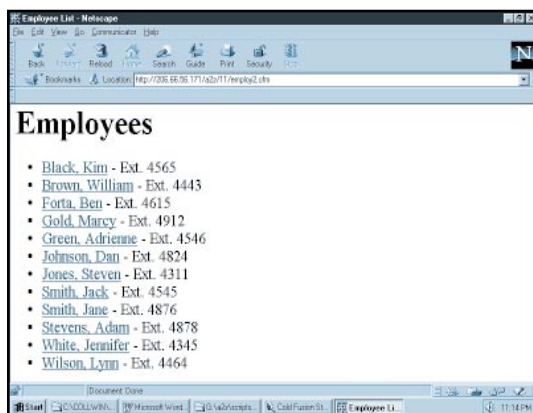 Employee List - Netscape
File Edit View Go Communicator Help
Back Reload Home Search Guide Print Security Stop
Bookmarks Location: http://206.66.56.171/a2z/11/employ2.cfm
Employees
• Black, Kim - Ext. 4565
• Brown, William - Ext. 4443
• Forta, Ben - Ext. 4615
• Gold, Marcy - Ext. 4912
• Green, Adrienne - Ext. 4546
• Johnson, Dan - Ext. 4824
• Jones, Steven - Ext. 4311
• Smith, Jack - Ext. 4545
• Smith, Jane - Ext. 4876
• Stevens, Adam - Ext. 4878
• White, Jennifer - Ext. 4345
• Wilson, Lynn - Ext. 4464
Document Done
Start C:\COLLWIN\... Microsoft Word... G:\a2z\scripts... Cold Fusion St... Employee Li... 11:14 PM